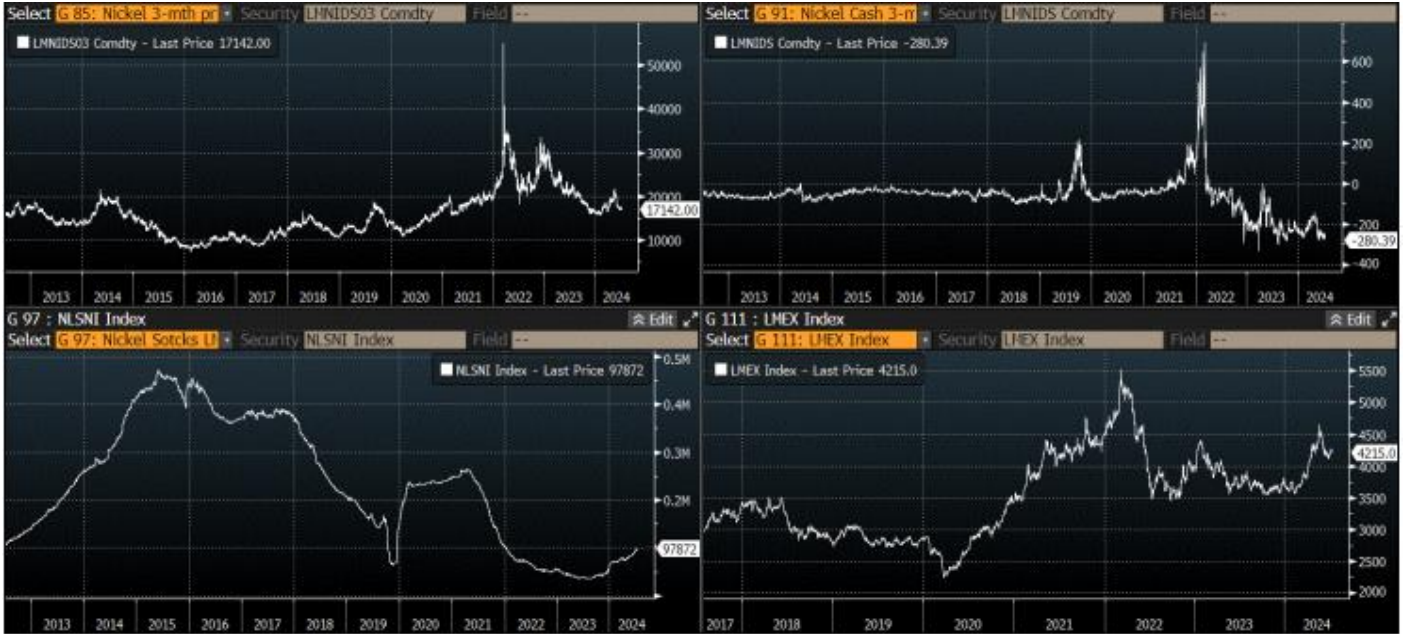 Select G 85: Nickel 3-mth pr Security LMNIDS03 Comdty Field --
LMNIDS03 Comdty - Last Price 17142.00
50000
40000
30000
20000
17142.00
10000
2013 2014 2015 2016 2017 2018 2019 2020 2021 2022 2023 2024
Select G 91: Nickel Cash 3-m Security LMNIDS Comdty Field --
LMNIDS Comdty - Last Price -280.39
600
400
200
0
-200
-280.39
-400
2013 2014 2015 2016 2017 2018 2019 2020 2021 2022 2023 2024
G 97 : NLSNI Index Edit
Select G 97: Nickel Sotcks Security NLSNI Index Field --
NLSNI Index - Last Price 97872
0.5M
0.4M
0.3M
0.2M
97872
2013 2014 2015 2016 2017 2018 2019 2020 2021 2022 2023 2024
G 111 : LMEX Index Edit
Select G 111: LMEX Index Security LMEX Index Field --
LMEX Index - Last Price 4215.0
5500
5000
4500
4215.0
4000
3500
3000
2500
2000
2017 2018 2019 2020 2021 2022 2023 2024